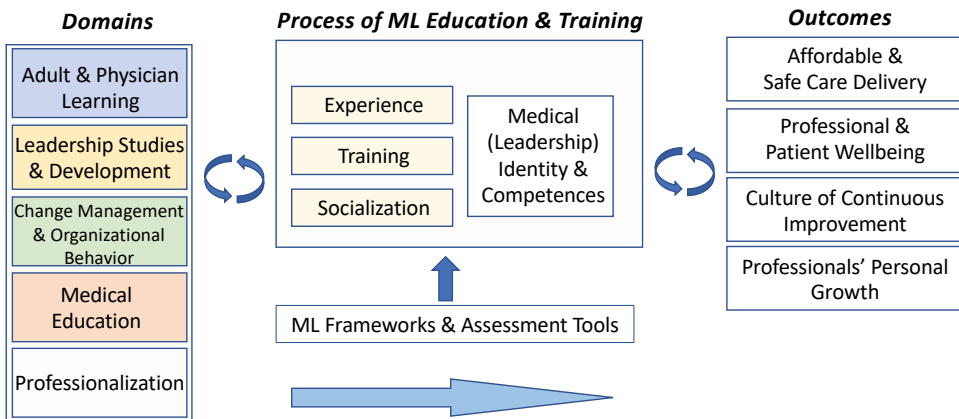 Domains
Adult & Physician
Learning
Leadership Studies
& Development
Change Management
& Organizational
Behavior
Medical
Education
Professionalization
Process of ML Education & Training
Experience
Training
Socialization
Medical
(Leadership)
Identity &
Competences
ML Frameworks & Assessment Tools
Outcomes
Affordable &
Safe Care Delivery
Professional &
Patient Wellbeing
Culture of Continuous
Improvement
Professionals’ Personal
Growth